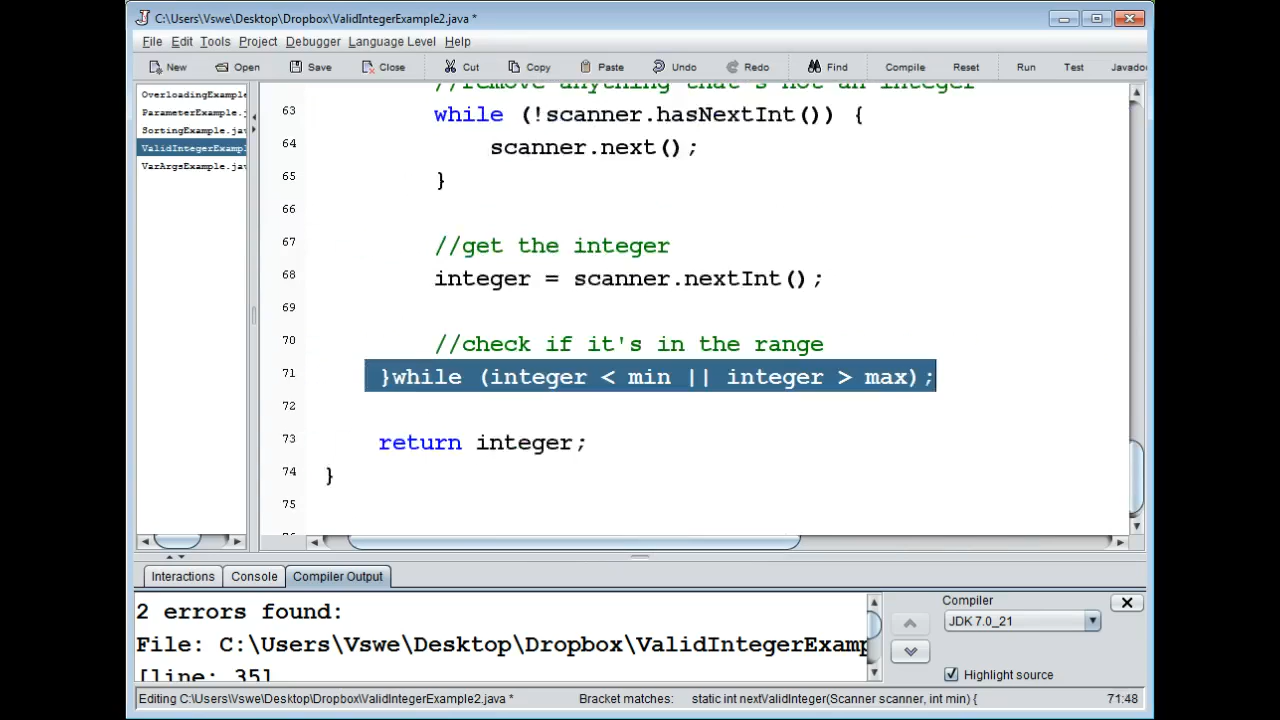 C:\Users\Vswe\Desktop\Dropbox\ValidIntegerExample2.java *
File Edit Tools Project Debugger Language Level Help
New Open Save Close Cut Copy Paste Undo Redo Find Compile Reset Run Test Javado
OverloadingExample
ParameterExample.j
SortingExample.jav
ValidIntegerExampl
VarArgsExample.jav
//remove anything that's not an integer
63 while (!scanner.hasNextInt()) {
64 scanner.next();
65 }
66
67 //get the integer
68 integer = scanner.nextInt();
69
70 //check if it's in the range
71 }while (integer < min || integer > max);
72
73 return integer;
74 }
75
76
Interactions Console Compiler Output
2 errors found:
File: C:\Users\Vswe\Desktop\Dropbox\ValidIntegerExamp
[line: 35]
Compiler
JDK 7.0_21
Highlight source
Editing C:\Users\Vswe\Desktop\Dropbox\ValidIntegerExample2.java * Bracket matches: static int nextValidInteger(Scanner scanner, int min) { 71:48